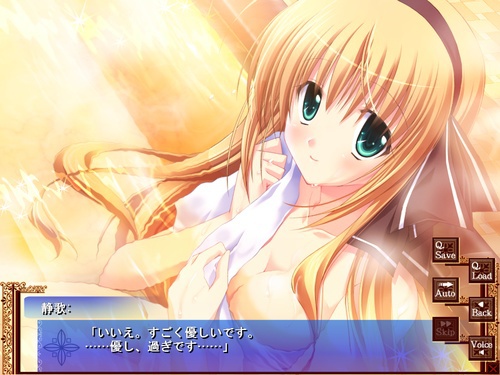 Q.
Save
Q.
Load
Auto
Back
Skip
Voice
静歌:
「いいえ。すごく優しいです。
……優し、過ぎです……」